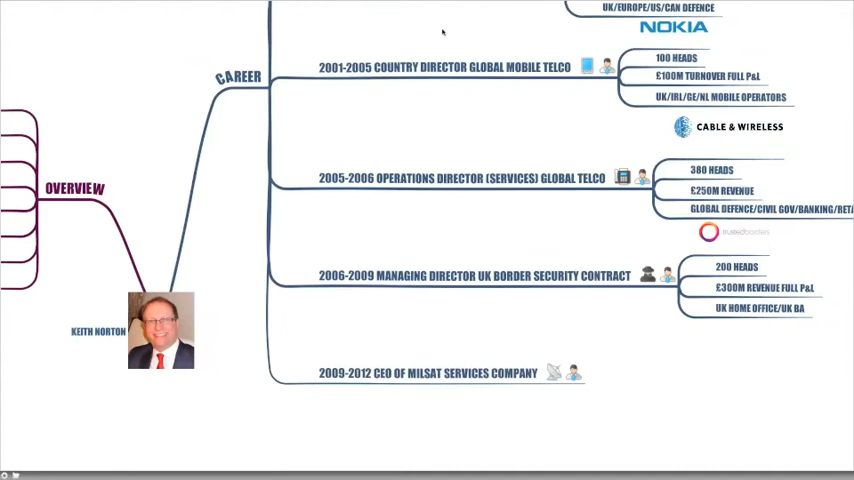 UK/EUROPE/US/CAN DEFENCE
NOKIA
CAREER
2001-2005 COUNTRY DIRECTOR GLOBAL MOBILE TELCO
100 HEADS
£100M TURNOVER FULL P&L
UK/IRL/GE/NL MOBILE OPERATORS
CABLE & WIRELESS
OVERVIEW
2005-2006 OPERATIONS DIRECTOR (SERVICES) GLOBAL TELCO
380 HEADS
£250M REVENUE
GLOBAL DEFENCE/CIVIL GOV/BANKING/RETA
trustedborders
2006-2009 MANAGING DIRECTOR UK BORDER SECURITY CONTRACT
200 HEADS
£300M REVENUE FULL P&L
UK HOME OFFICE/UK BA
KEITH NORTON
2009-2012 CEO OF MILSAT SERVICES COMPANY